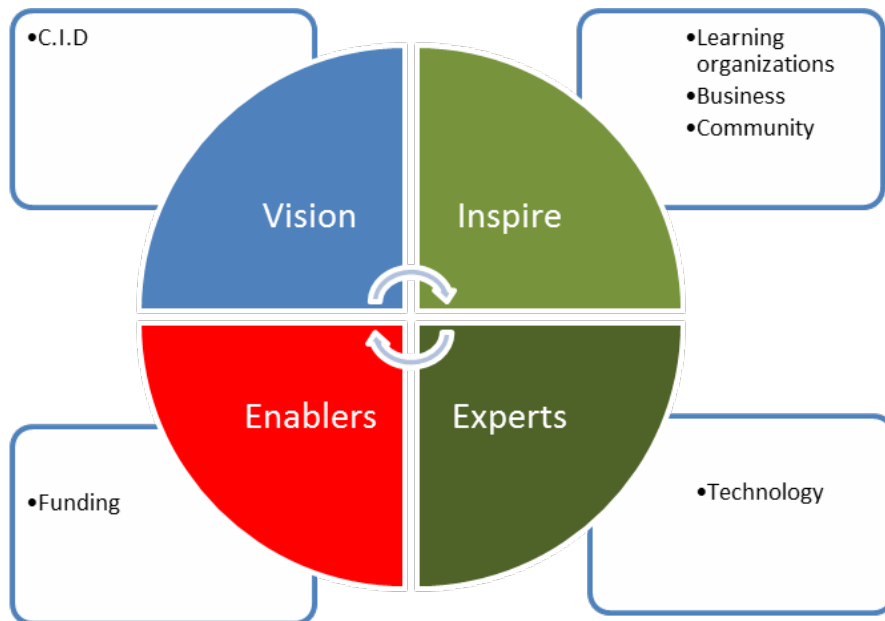 •C.I.D
•Learning
organizations
•Business
•Community
Vision
Inspire
Enablers
Experts
•Funding
•Technology